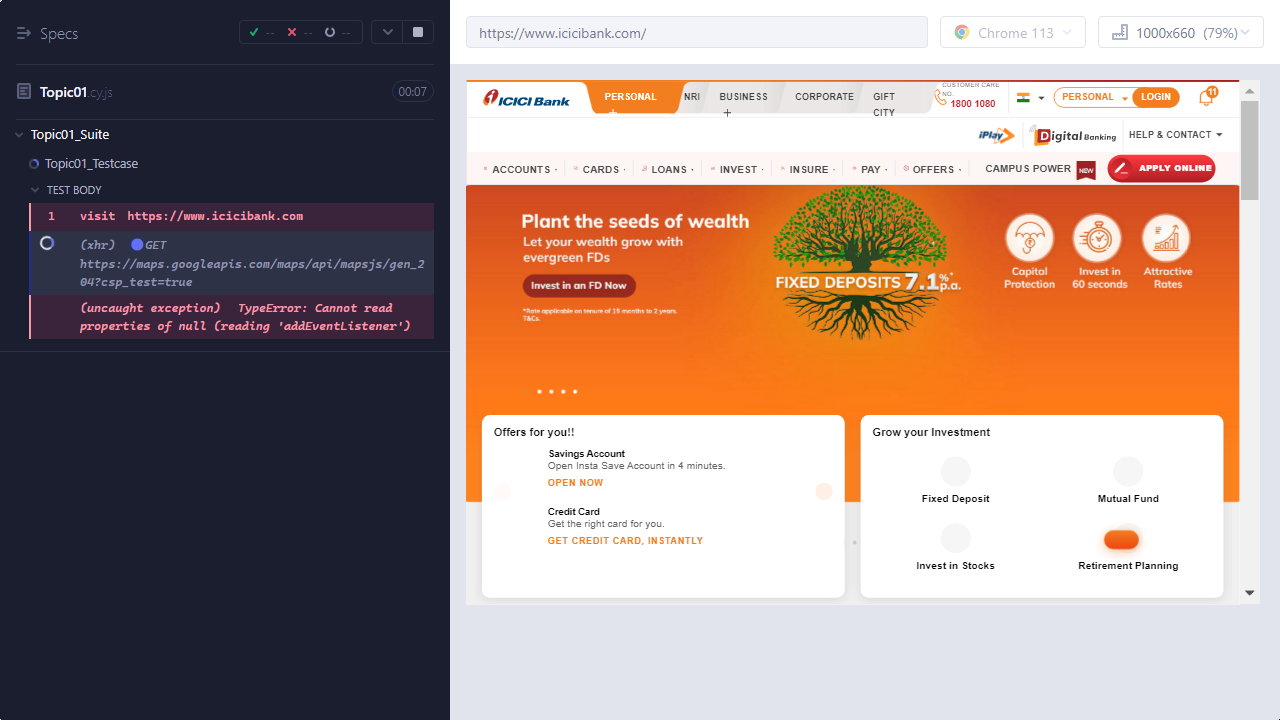 Specs
-- -- --
Topic01.cy.js
00:07
Topic01_Suite
Topic01_Testcase
TEST BODY
1 visit https://www.icicibank.com
(xhr) GET
https://maps.googleapis.com/maps/api/mapsjs/gen_2
04?csp_test=true
(uncaught exception) TypeError: Cannot read
properties of null (reading 'addEventListener')
https://www.icicibank.com/
Chrome 113
1000x660 (79%)
ICICI Bank
PERSONAL
NRI
BUSINESS
CORPORATE
GIFT
CITY
CUSTOMER CARE
NO.
1800 1080
PERSONAL
LOGIN
11
iPlay
Digital Banking
HELP & CONTACT
ACCOUNTS
CARDS
LOANS
INVEST
INSURE
PAY
OFFERS
CAMPUS POWER
NEW
APPLY ONLINE
Plant the seeds of wealth
Let your wealth grow with
evergreen FDs
Invest in an FD Now
*Rate applicable on tenure of 15 months to 2 years.
T&Cs.
FIXED DEPOSITS 7.1%* p.a.
Capital
Protection
Invest in
60 seconds
Attractive
Rates
Offers for you!!
Savings Account
Open Insta Save Account in 4 minutes.
OPEN NOW
Credit Card
Get the right card for you.
GET CREDIT CARD, INSTANTLY
Grow your Investment
Fixed Deposit
Mutual Fund
Invest in Stocks
Retirement Planning